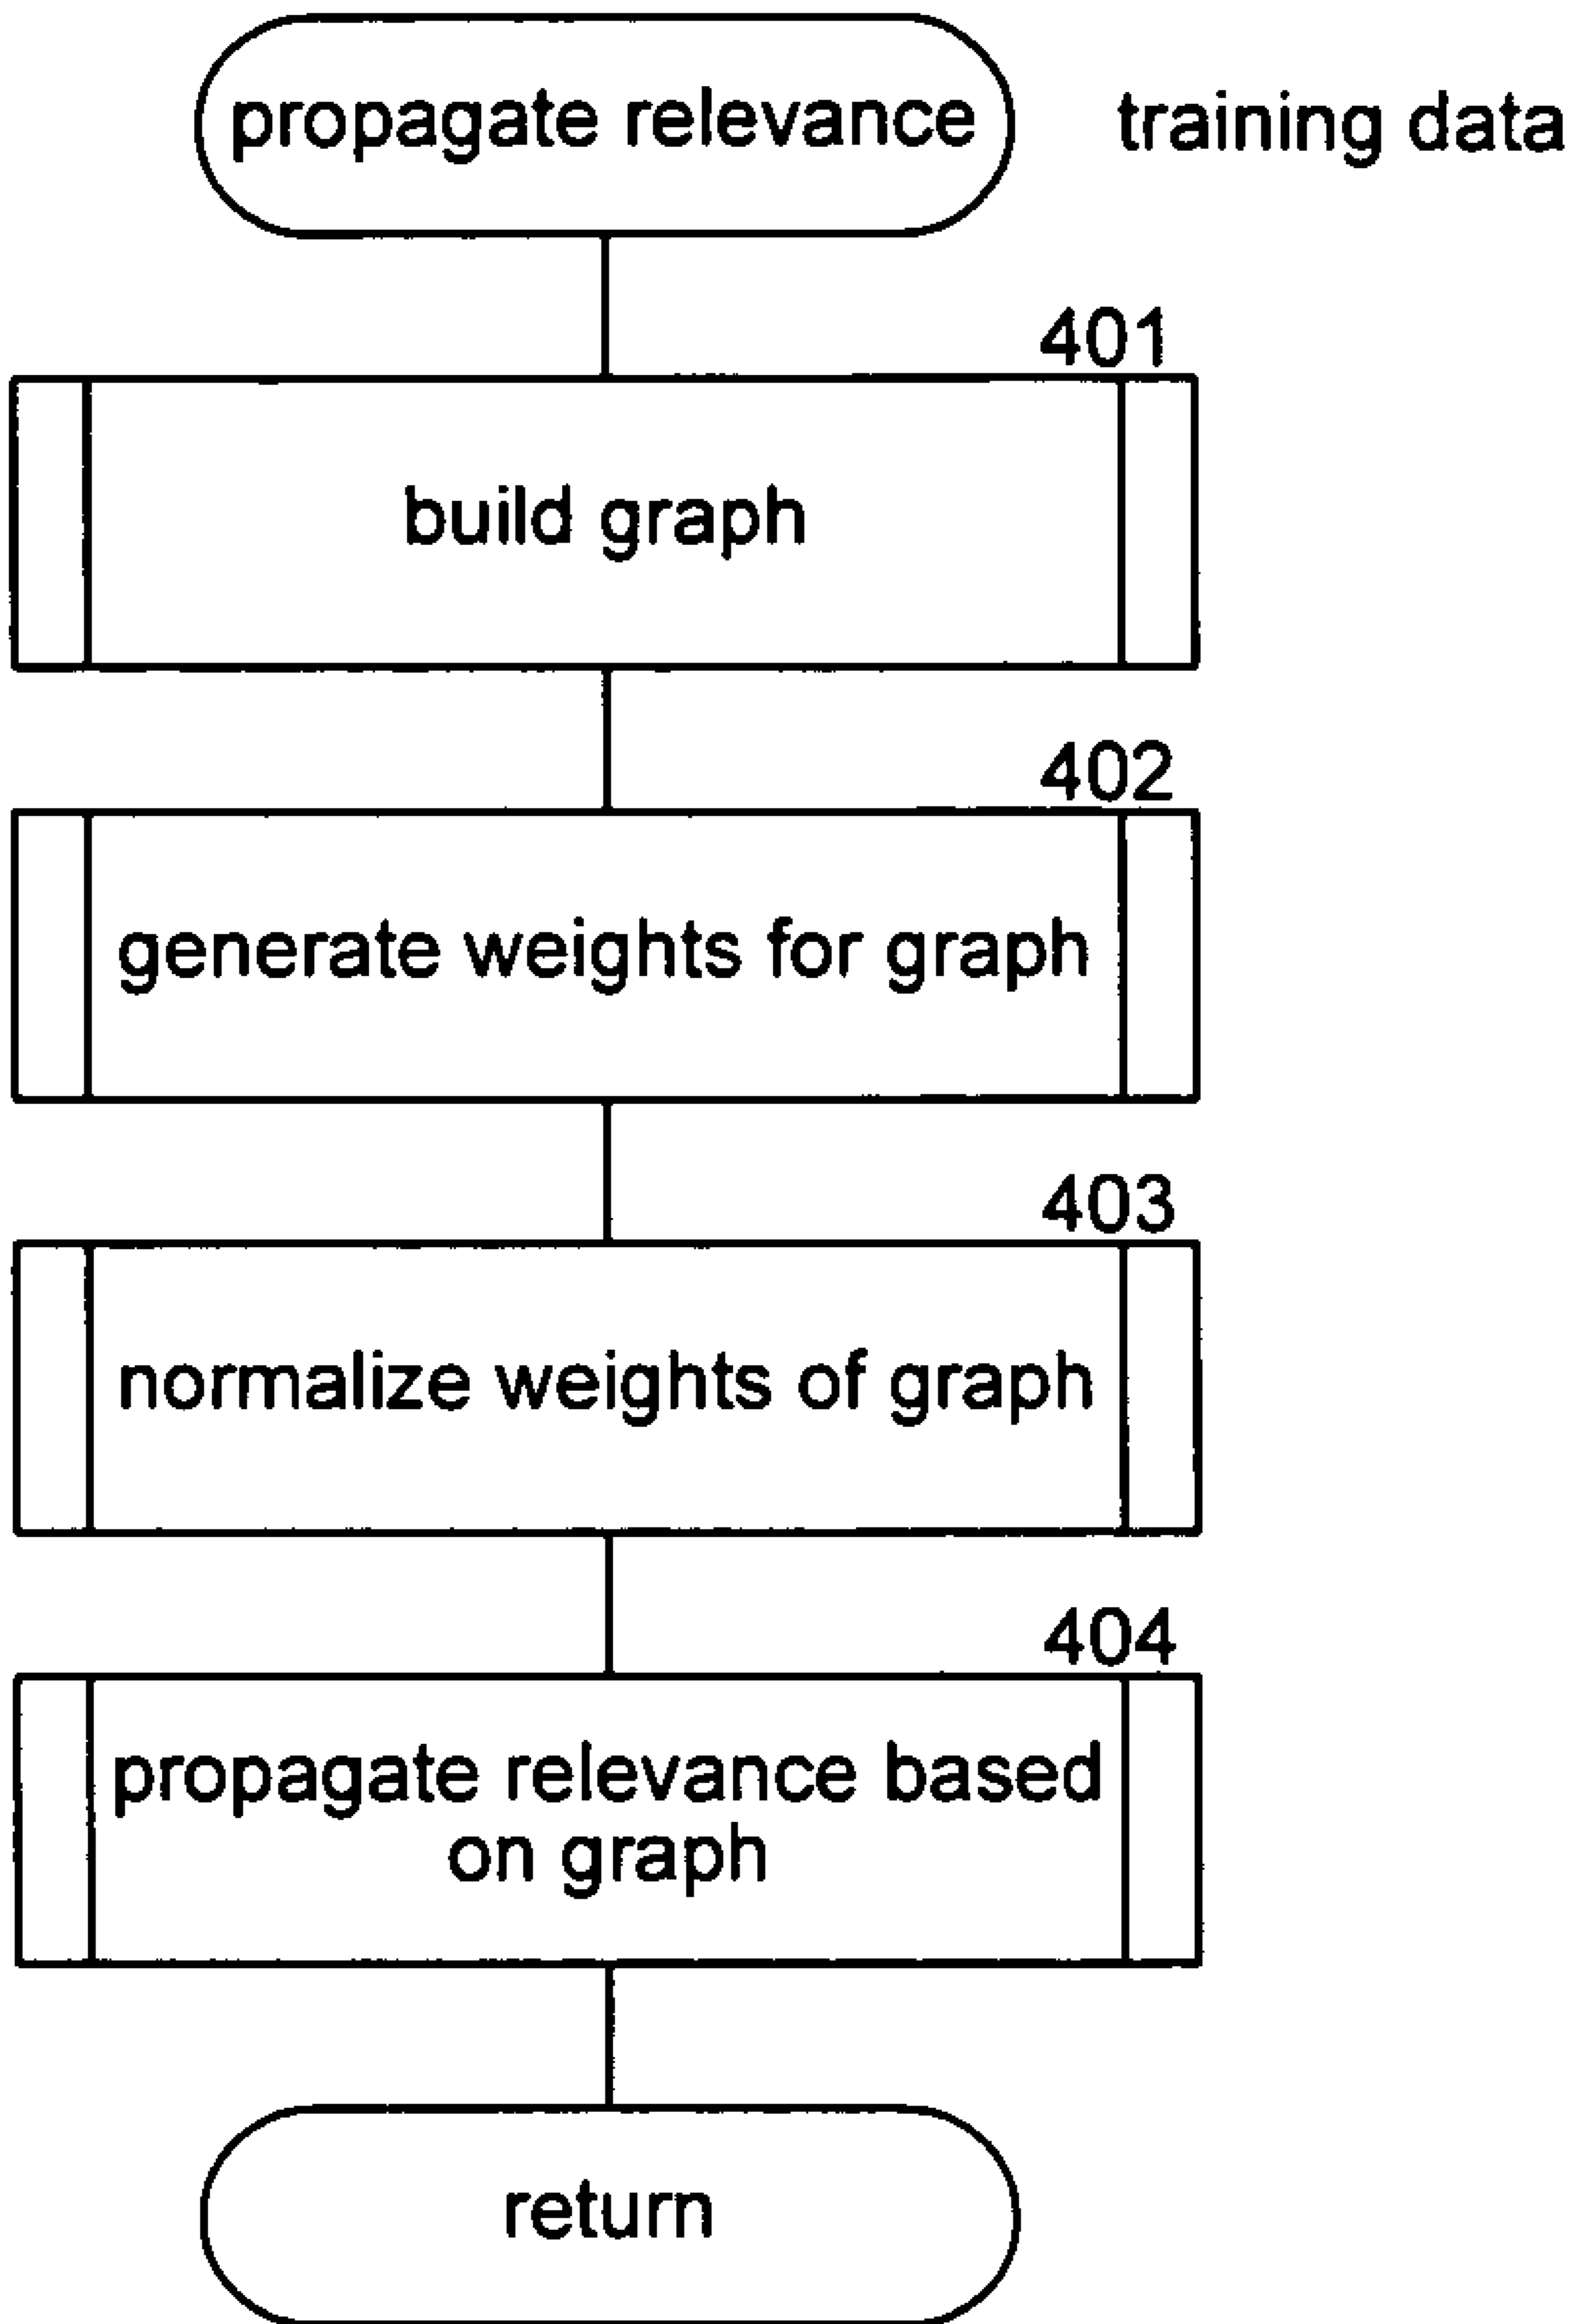 propagate relevance
training data
401
build graph
402
generate weights for graph
403
normalize weights of graph
404
propagate relevance based
on graph
return